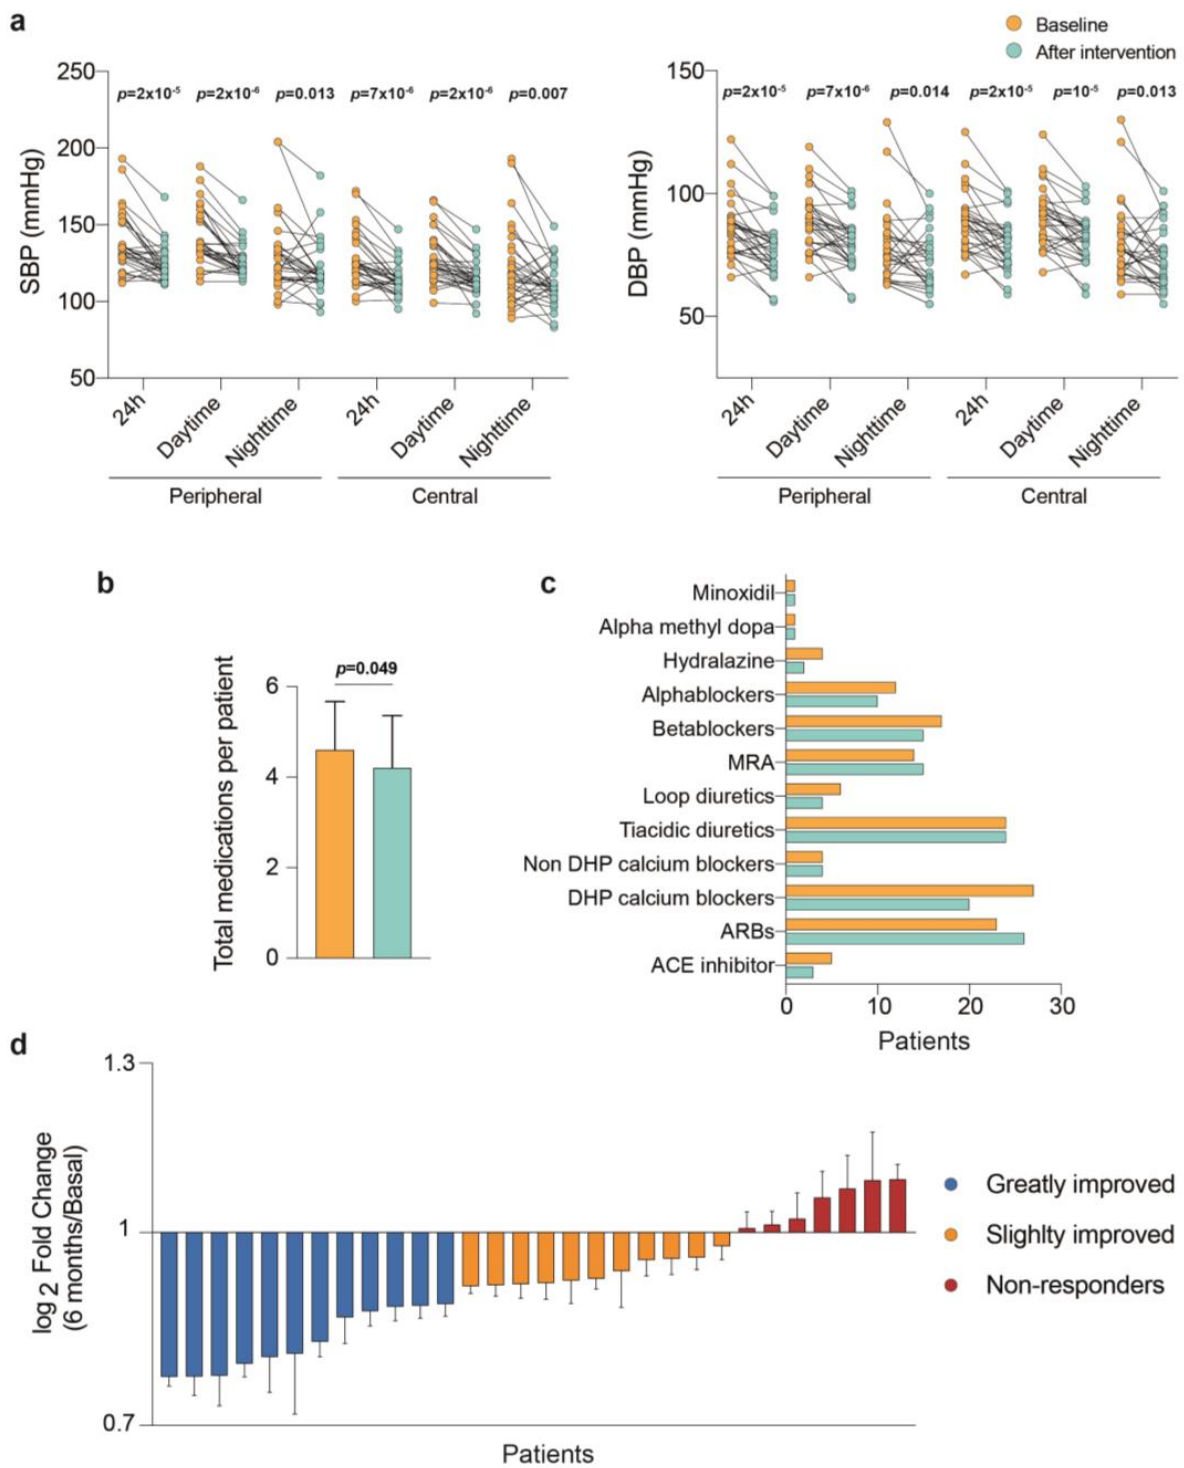 a
Baseline
After intervention
250
200
150
100
50
SBP (mmHg)
p=2x10⁻⁵ p=2x10⁻⁶ p=0.013 p=7x10⁻⁶ p=2x10⁻⁶ p=0.007
24h Daytime Nighttime 24h Daytime Nighttime
Peripheral Central
150
100
50
DBP (mmHg)
p=2x10⁻⁵ p=7x10⁻⁶ p=0.014 p=2x10⁻⁵ p=10⁻⁵ p=0.013
24h Daytime Nighttime 24h Daytime Nighttime
Peripheral Central
b
Total medications per patient
p=0.049
6
4
2
0
c
Minoxidil
Alpha methyl dopa
Hydralazine
Alphablockers
Betablockers
MRA
Loop diuretics
Tiacidic diuretics
Non DHP calcium blockers
DHP calcium blockers
ARBs
ACE inhibitor
0 10 20 30
Patients
d
1.3
1
0.7
log₂ Fold Change
(6 months/Basal)
Patients
Greatly improved
Slighlty improved
Non-responders